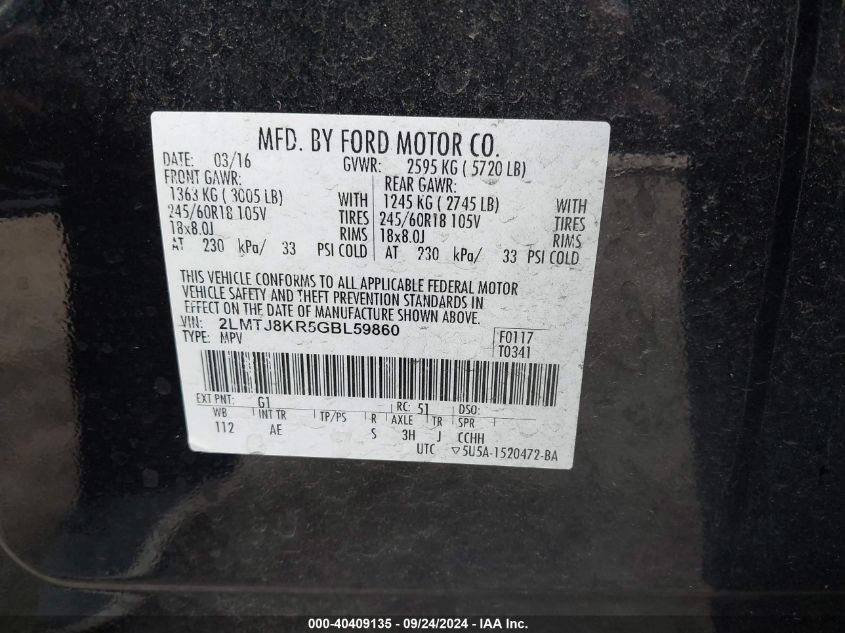 MFD. BY FORD MOTOR CO.
DATE: 03/16 GVWR: 2595 KG ( 5720 LB)
FRONT GAWR: REAR GAWR:
1363 KG ( 3005 LB) WITH 1245 KG ( 2745 LB) WITH
245/60R18 105V TIRES 245/60R18 105V TIRES
18x8.0J RIMS 18x8.0J RIMS
AT 230 kPa/ 33 PSI COLD AT 230 kPa/ 33 PSI COLD
THIS VEHICLE CONFORMS TO ALL APPLICABLE FEDERAL MOTOR
VEHICLE SAFETY AND THEFT PREVENTION STANDARDS IN
EFFECT ON THE DATE OF MANUFACTURE SHOWN ABOVE.
VIN: 2LMTJ8KR5GBL59860
TYPE: MPV
F0117
T0341
EXT PNT: G1 RC: 51 DSO:
WB INT TR TP/PS R AXLE TR SPR
112 AE S 3H J CCHH
UTC ▽5U5A-1520472-BA
000-40409135 - 09/24/2024 - IAA Inc.